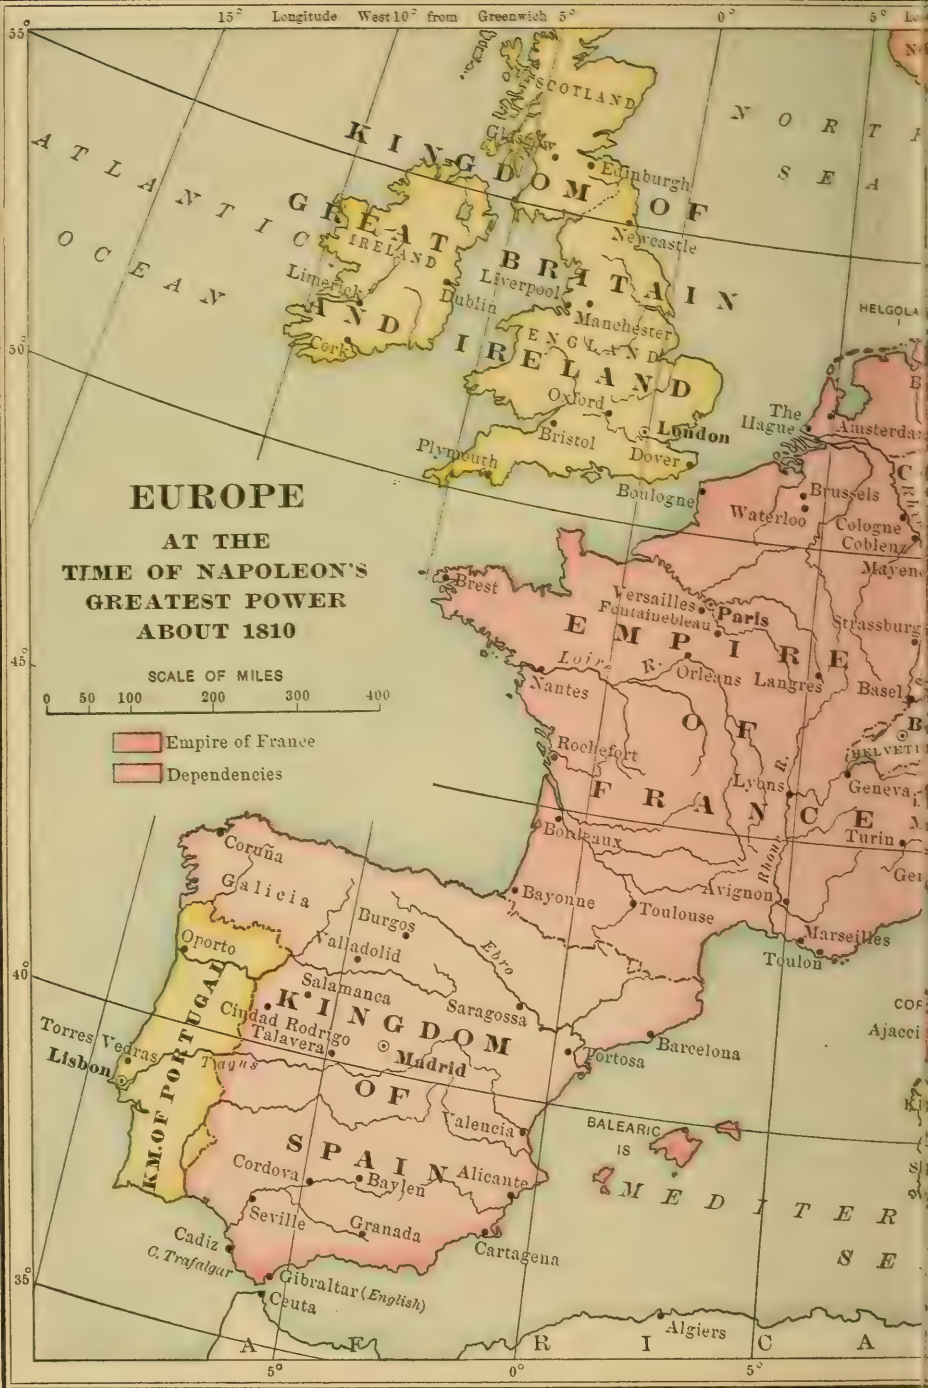 15° Longitude West 10° from Greenwich 5° 0° 5°
55°
NORTH
SEA
ATLANTIC
OCEAN
SCOTLAND
Glasgow
Edinburgh
KINGDOM OF
GREAT BRITAIN
AND IRELAND
Newcastle
IRELAND
Limerick
Dublin
Cork
Liverpool
Manchester
ENGLAND
HELGOLA
50°
Oxford
London
Bristol
Dover
Plymouth
The
Hague
Amsterda
Boulogne
Brussels
Waterloo
Cologne
Coblenz
Mayen
EUROPE
AT THE
TIME OF NAPOLEON'S
GREATEST POWER
ABOUT 1810
SCALE OF MILES
0 50 100 200 300 400
Empire of France
Dependencies
Brest
Versailles
Paris
Fontainebleau
Strassburg
EMPIRE
OF
FRANCE
45°
Loire R.
Orleans
Langres
Basel
Nantes
Rochefort
HELVETI
Lyons
Geneva
Rhone R.
Turin
Bordeaux
Coruña
Galicia
Bayonne
Toulouse
Avignon
Marseilles
Toulon
Burgos
Ebro
Oporto
Valladolid
40°
Salamanca
Saragossa
KINGDOM
OF
SPAIN
Ciudad Rodrigo
Talavera
Madrid
Torres Vedras
Lisbon
Tagus
KM. OF PORTUGAL
Tortosa
Barcelona
COR
Ajacci
Valencia
BALEARIC
IS
MEDITER
SE
Cordova
Baylen
Alicante
Seville
Granada
Cadiz
C. Trafalgar
Cartagena
Gibraltar (English)
Ceuta
35°
Algiers
AFRICA
5° 0° 5°